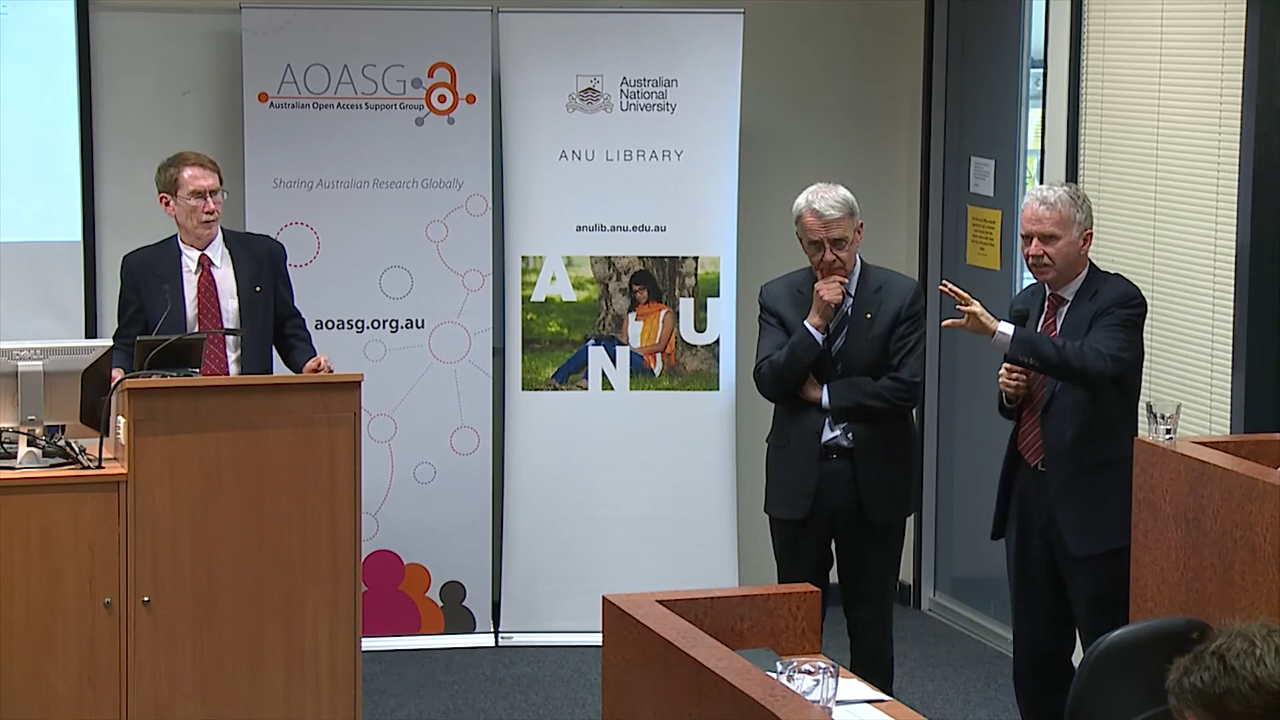 AOASG
Australian Open Access Support Group
Sharing Australian Research Globally
aoasg.org.au
Australian
National
University
ANU LIBRARY
anulib.anu.edu.au
A
N
U